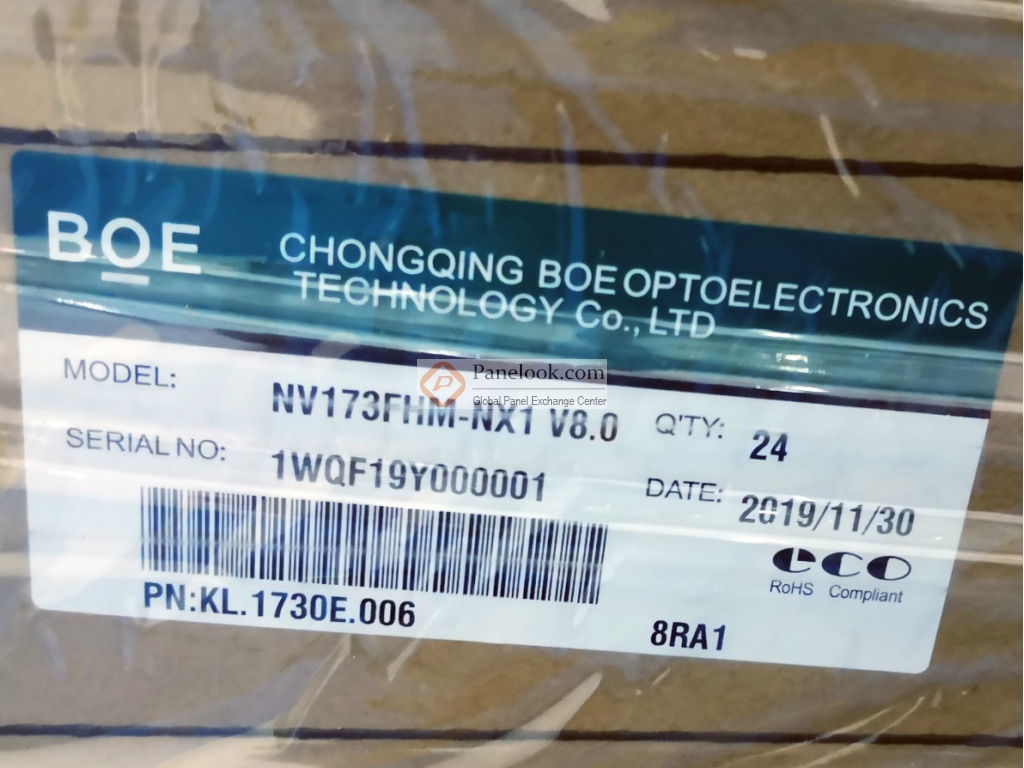 BOE
CHONGQING BOE OPTOELECTRONICS
TECHNOLOGY Co., LTD
Panelook.com
Global Panel Exchange Center
MODEL: NV173FHM-NX1 V8.0 Q'TY: 24
SERIAL NO: 1WQF19Y000001 DATE: 2019/11/30
eco
RoHS Compliant
PN:KL.1730E.006 8RA1